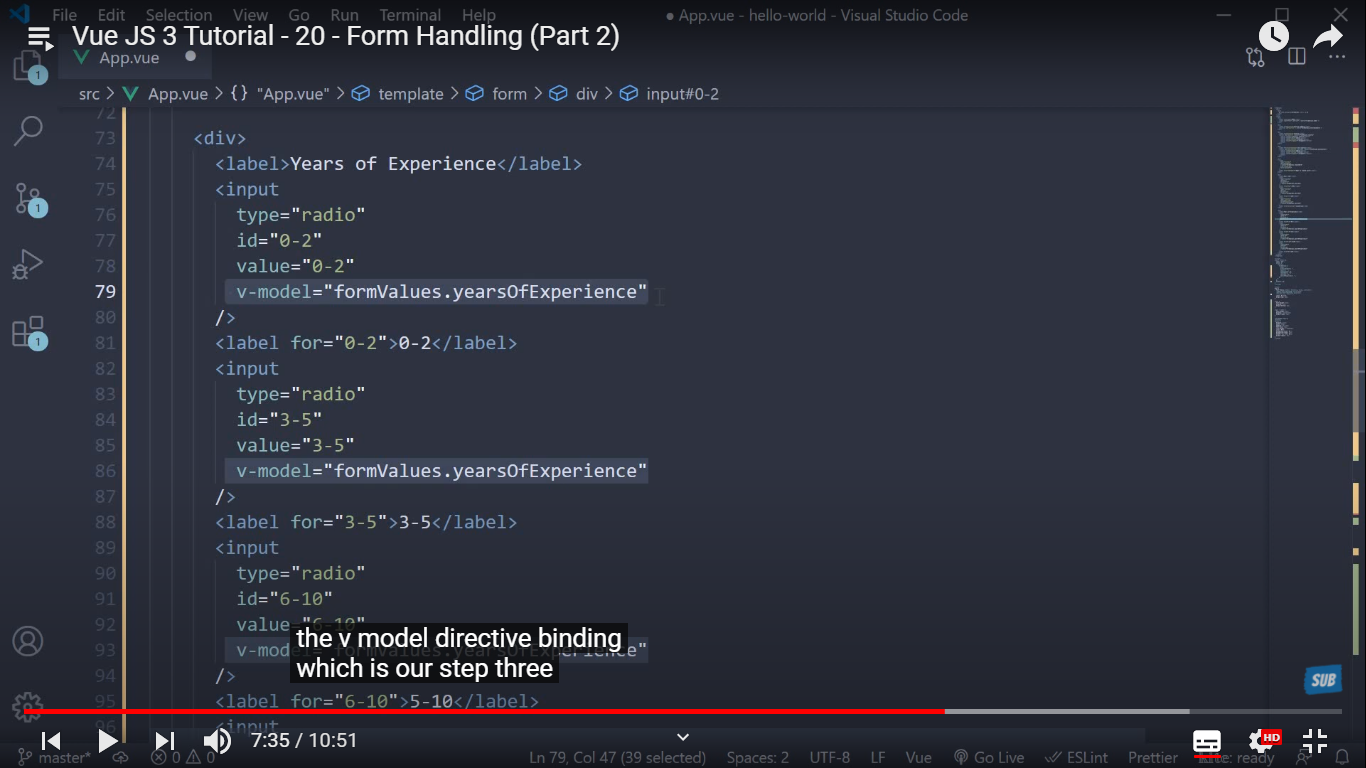 File Edit Selection View Go Run Terminal Help
● App.vue - hello-world - Visual Studio Code
Vue JS 3 Tutorial - 20 - Form Handling (Part 2)
App.vue
src > App.vue > {} "App.vue" > template > form > div > input#0-2
1
1
1
72
73 <div>
74 <label>Years of Experience</label>
75 <input
76 type="radio"
77 id="0-2"
78 value="0-2"
79 v-model="formValues.yearsOfExperience"
80 />
81 <label for="0-2">0-2</label>
82 <input
83 type="radio"
84 id="3-5"
85 value="3-5"
86 v-model="formValues.yearsOfExperience"
87 />
88 <label for="3-5">3-5</label>
89 <input
90 type="radio"
91 id="6-10"
92 value="6-10"
93 v-model="formValues.yearsOfExperience"
94 />
95 <label for="6-10">5-10</label>
96 <input
the v model directive binding
which is our step three
SUB
7:35 / 10:51
HD
master* 0 0 Ln 79, Col 47 (39 selected) Spaces: 2 UTF-8 LF Vue Go Live ESLint Prettier ready